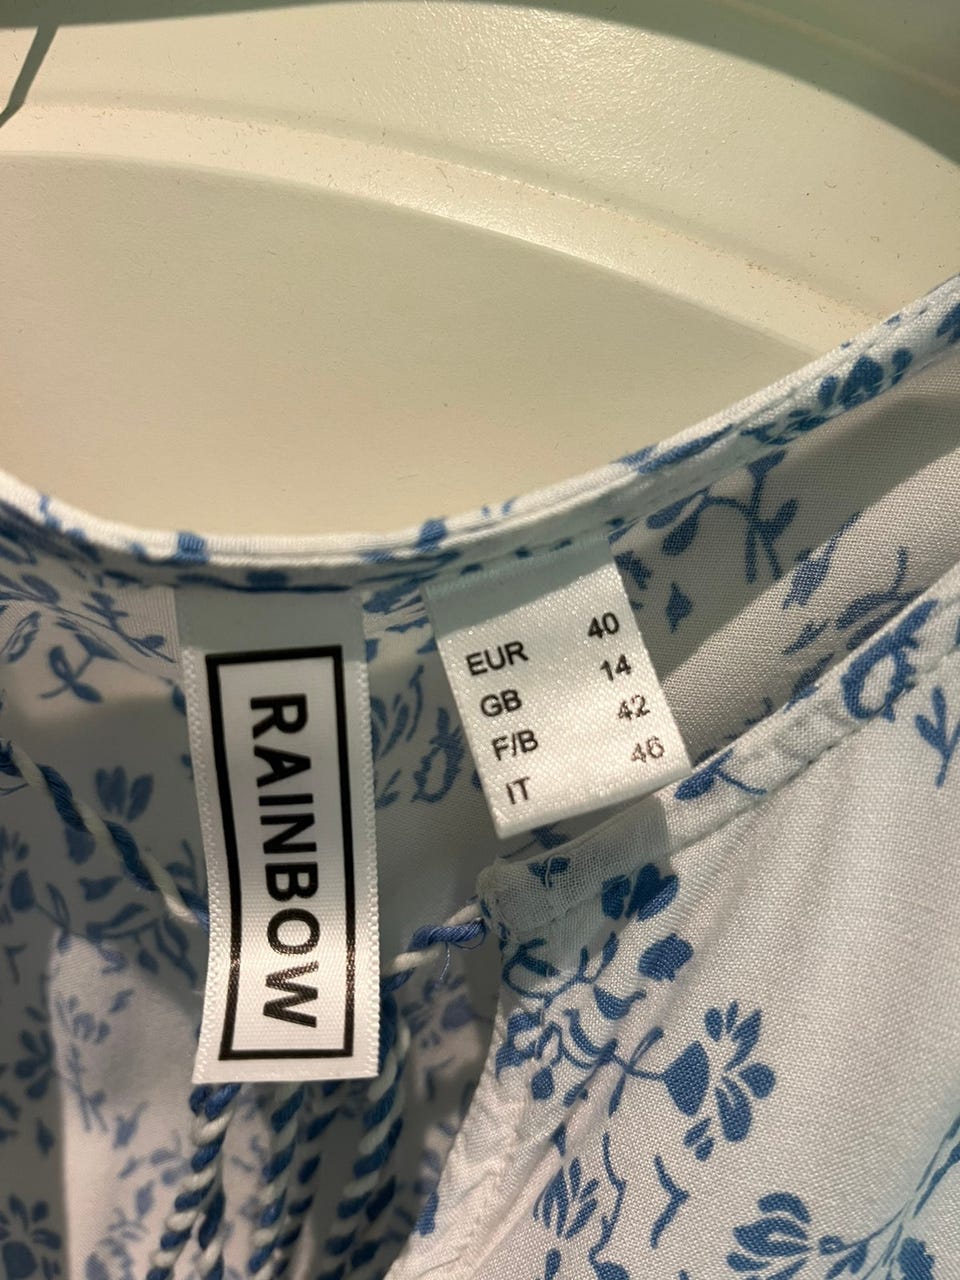 RAINBOW
EUR 40
GB 14
F/B 42
IT 46